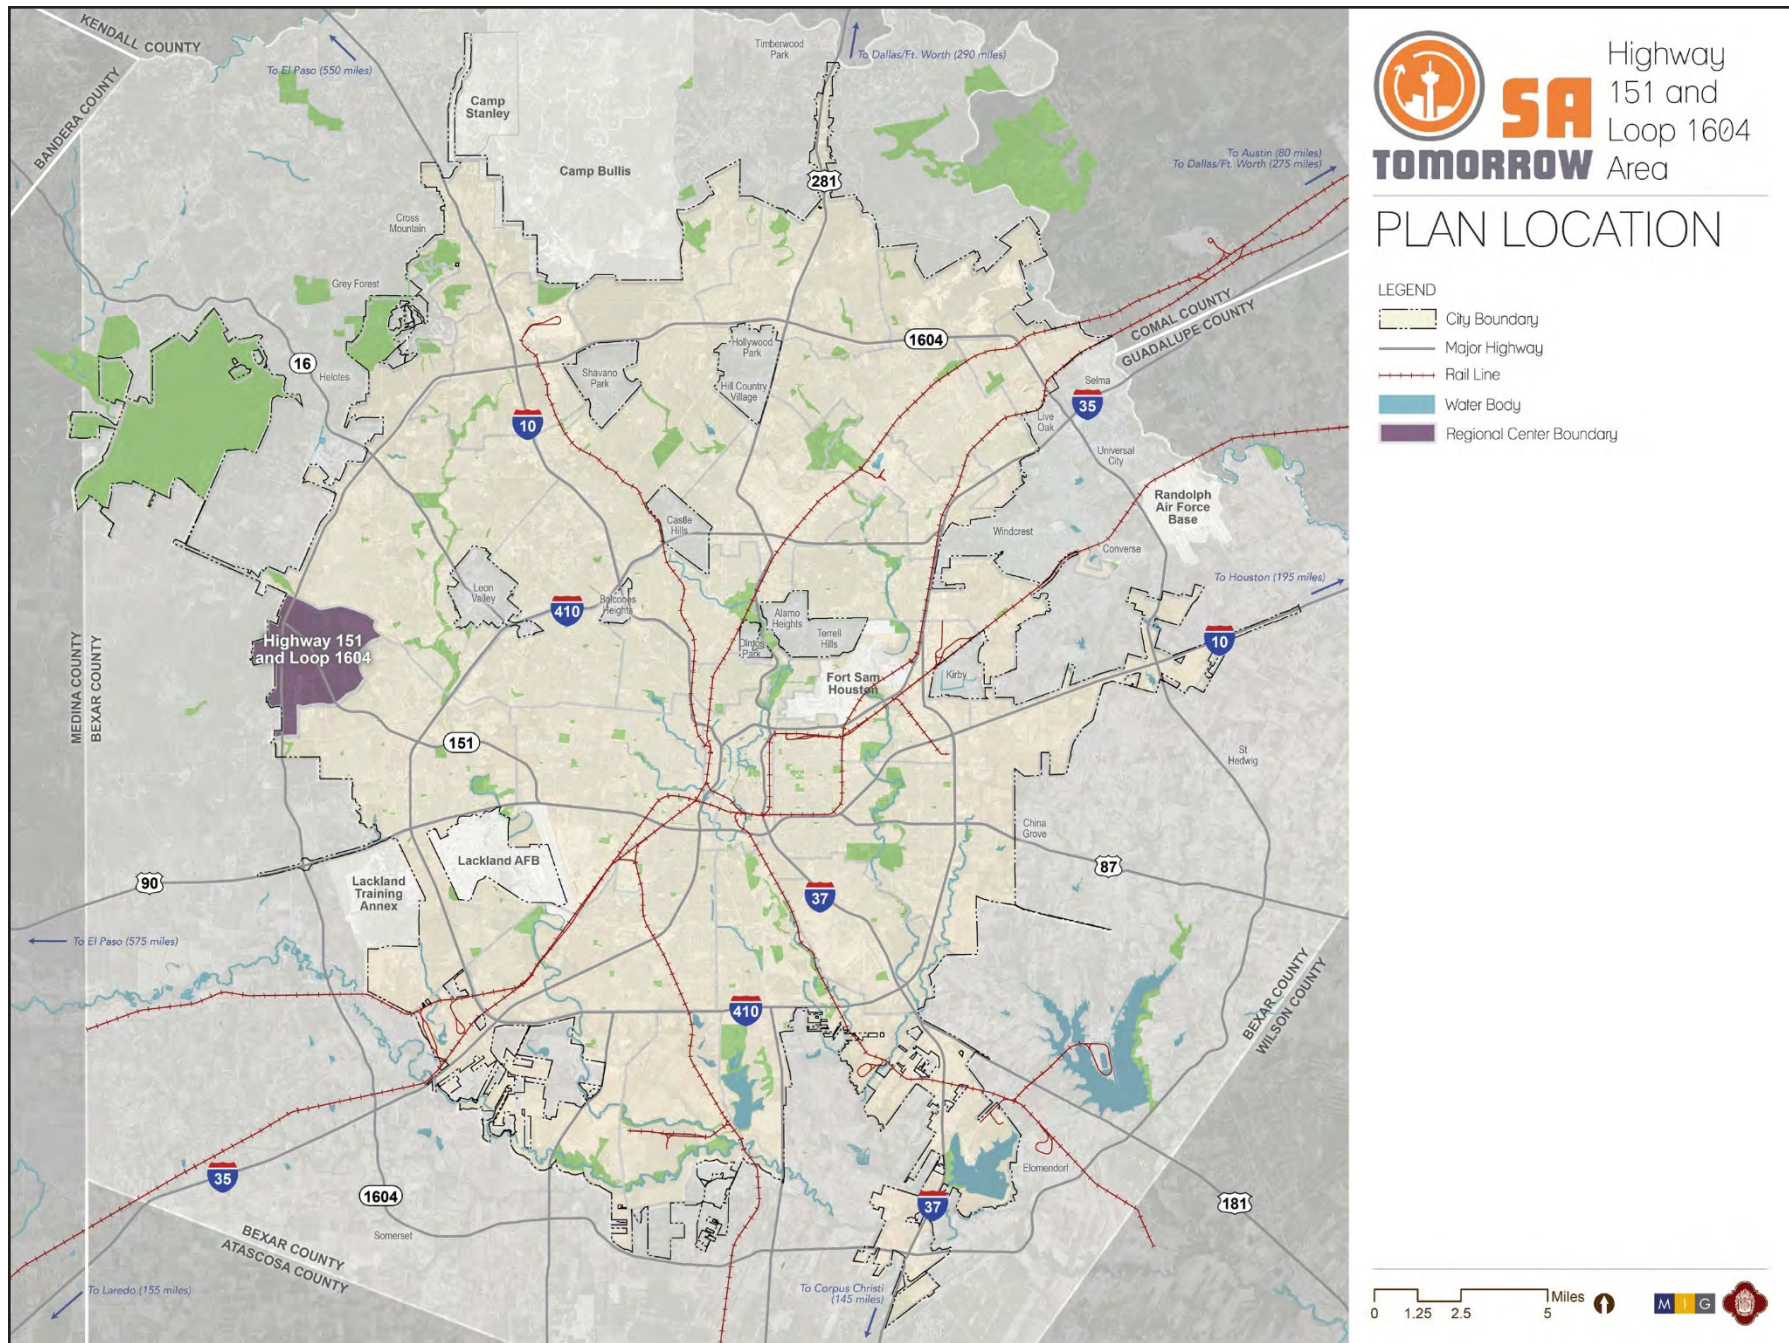 KENDALL COUNTY
BANDERA COUNTY
To El Paso (550 miles)
Camp
Stanley
Camp Bullis
Timberwood
Park
To Dallas/Ft. Worth (290 miles)
281
To Austin (80 miles)
To Dallas/Ft. Worth (275 miles)
Cross
Mountain
Grey Forest
16
Helotes
10
Shavano
Park
Hollywood
Park
Hill Country
Village
1604
COMAL COUNTY
GUADALUPE COUNTY
Selma
35
Live
Oak
Universal
City
Randolph
Air Force
Base
Windcrest
Converse
To Houston (195 miles)
Castle
Hills
Leon
Valley
410
Balcones
Heights
Alamo
Heights
Olmos
Park
Terrell
Hills
Fort Sam
Houston
Kirby
10
Highway 151
and Loop 1604
MEDINA COUNTY
BEXAR COUNTY
151
St
Hedwig
China
Grove
87
Lackland AFB
Lackland
Training
Annex
90
37
To El Paso (575 miles)
410
BEXAR COUNTY
WILSON COUNTY
Elomendorf
35
1604
37
181
Somerset
BEXAR COUNTY
ATASCOSA COUNTY
To Laredo (155 miles)
To Corpus Christi
(145 miles)
SA
TOMORROW
Highway
151 and
Loop 1604
Area
PLAN LOCATION
LEGEND
City Boundary
Major Highway
Rail Line
Water Body
Regional Center Boundary
Miles
0 1.25 2.5 5
M I G